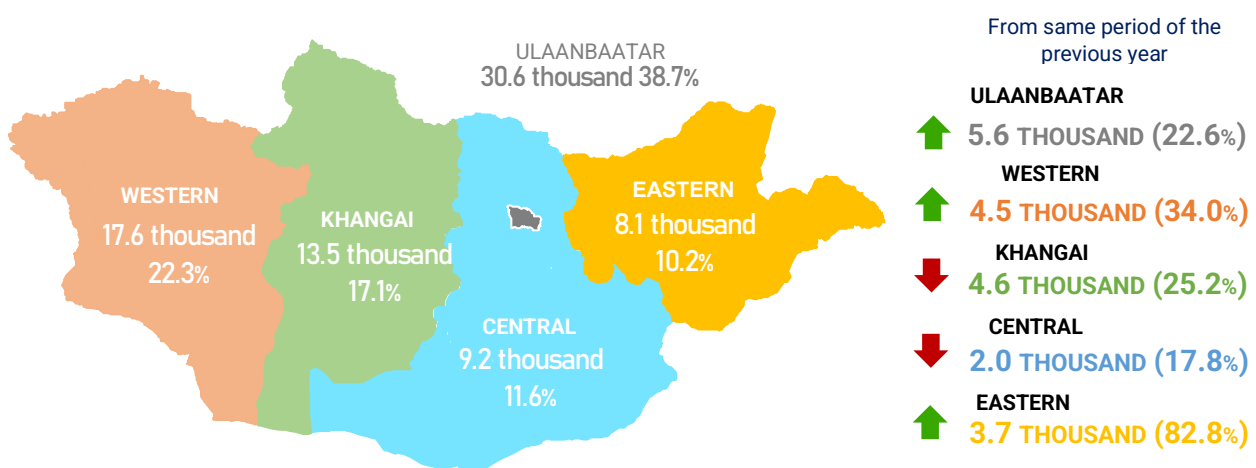 ULAANBAATAR
30.6 thousand 38.7%
WESTERN
17.6 thousand
22.3%
KHANGAI
13.5 thousand
17.1%
CENTRAL
9.2 thousand
11.6%
EASTERN
8.1 thousand
10.2%
From same period of the
previous year
ULAANBAATAR
5.6 THOUSAND (22.6%)
WESTERN
4.5 THOUSAND (34.0%)
KHANGAI
4.6 THOUSAND (25.2%)
CENTRAL
2.0 THOUSAND (17.8%)
EASTERN
3.7 THOUSAND (82.8%)